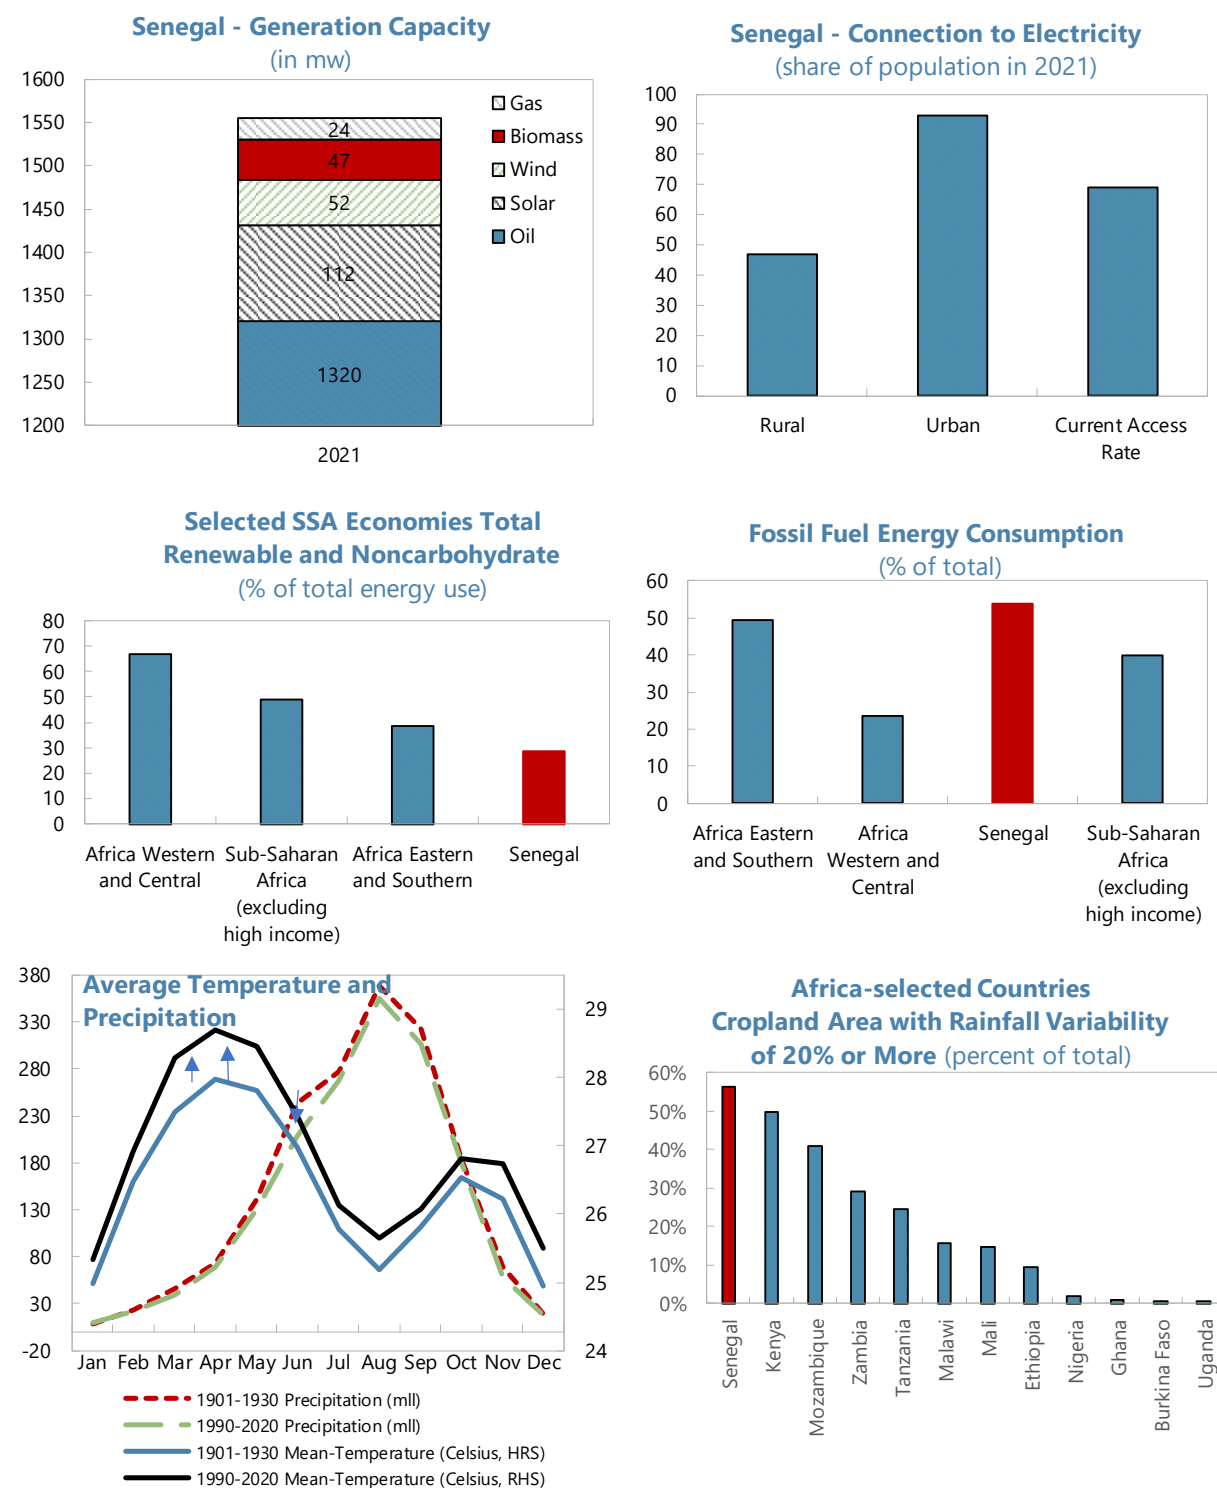 Senegal - Generation Capacity
(in mw)
1600
1550
1500
1450
1400
1350
1300
1250
1200
24
47
52
112
1320
Gas
Biomass
Wind
Solar
Oil
2021
Senegal - Connection to Electricity
(share of population in 2021)
100
90
80
70
60
50
40
30
20
10
0
Rural Urban Current Access
Rate
Selected SSA Economies Total
Renewable and Noncarbohydrate
(% of total energy use)
80
70
60
50
40
30
20
10
0
Africa Western Sub-Saharan Africa Eastern Senegal
and Central Africa and Southern
(excluding
high income)
Fossil Fuel Energy Consumption
(% of total)
60
50
40
30
20
10
0
Africa Eastern Africa Senegal Sub-Saharan
and Southern Western and Africa
Central (excluding
high income)
Average Temperature and
Precipitation
380
330
280
230
180
130
80
30
-20
29
28
27
26
25
24
Jan Feb Mar Apr May Jun Jul Aug Sep Oct Nov Dec
1901-1930 Precipitation (mll)
1990-2020 Precipitation (mll)
1901-1930 Mean-Temperature (Celsius, HRS)
1990-2020 Mean-Temperature (Celsius, RHS)
Africa-selected Countries
Cropland Area with Rainfall Variability
of 20% or More (percent of total)
60%
50%
40%
30%
20%
10%
0%
Senegal
Kenya
Mozambique
Zambia
Tanzania
Malawi
Mali
Ethiopia
Nigeria
Ghana
Burkina Faso
Uganda